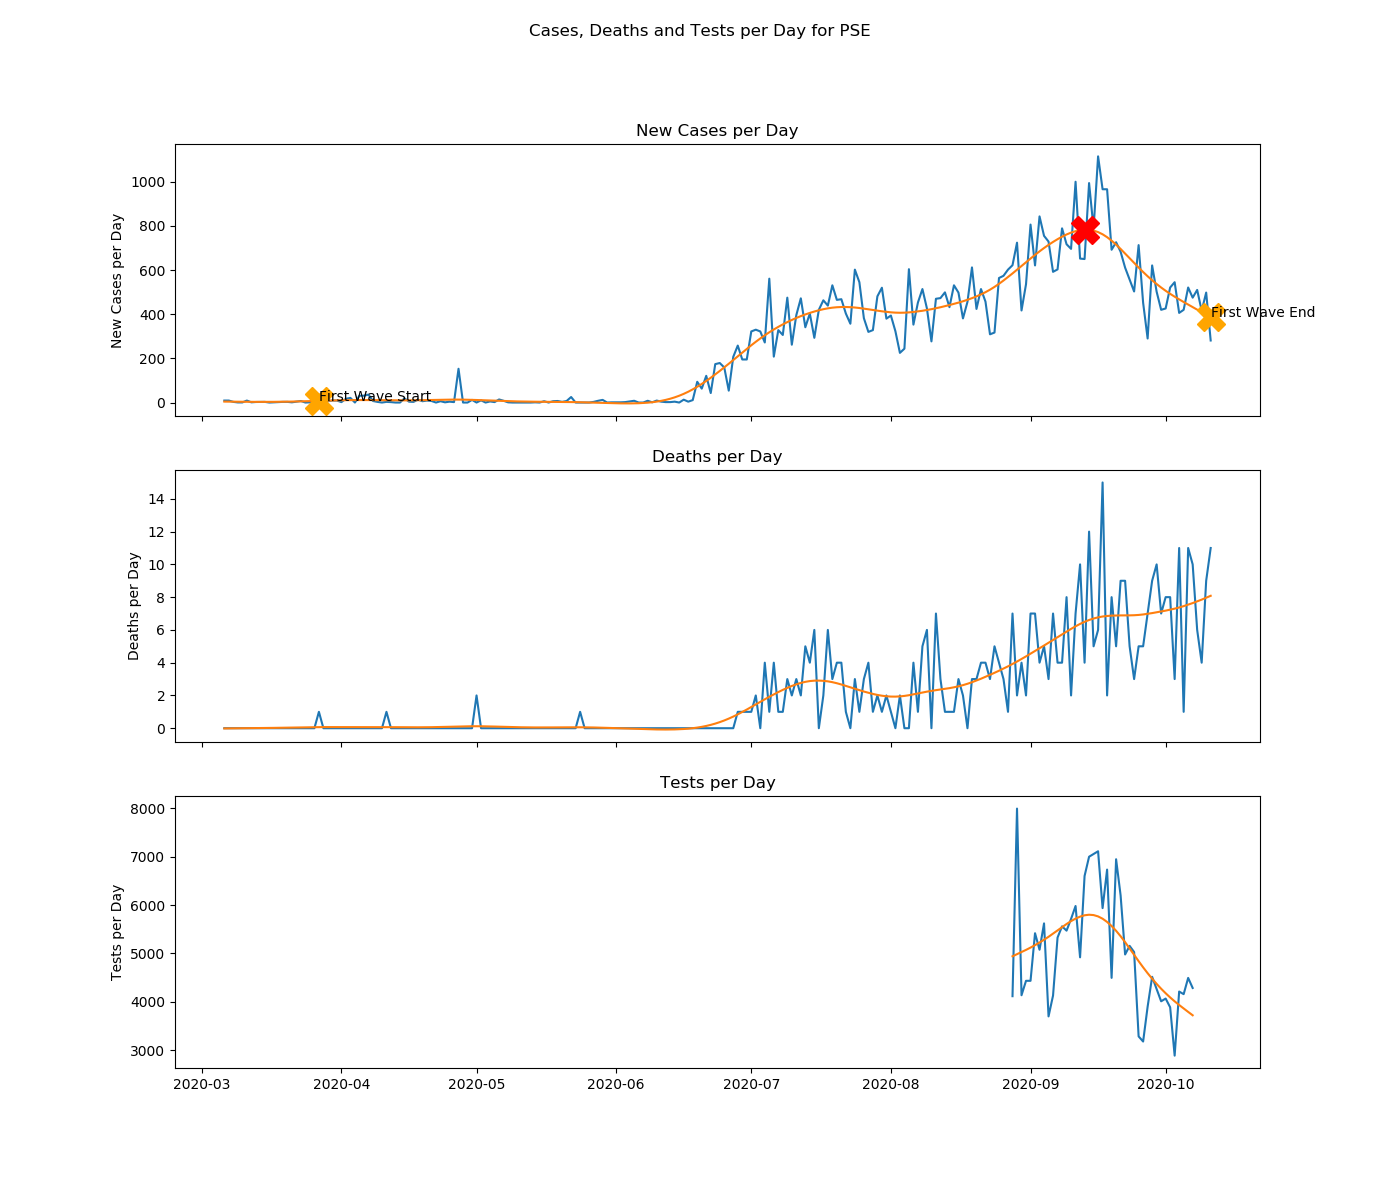 Cases, Deaths and Tests per Day for PSE
New Cases per Day
New Cases per Day
1000
800
600
400
200
0
First Wave Start
First Wave End
Deaths per Day
Deaths per Day
14
12
10
8
6
4
2
0
Tests per Day
Tests per Day
8000
7000
6000
5000
4000
3000
2020-03 2020-04 2020-05 2020-06 2020-07 2020-08 2020-09 2020-10